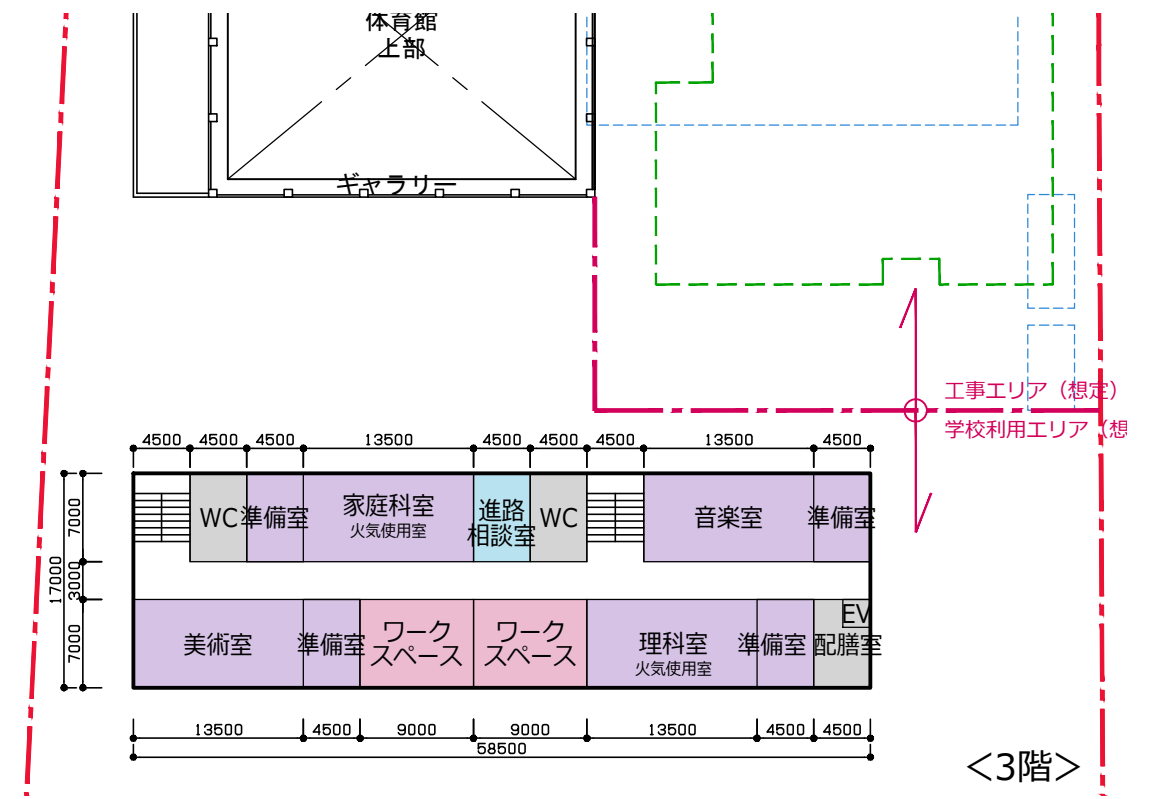 体育館
上部
ギャラリー
工事エリア（想定）
学校利用エリア（想
4500 4500 4500 13500 4500 4500 4500 13500 4500
17000
7000
3000
7000
WC
準備室
家庭科室
火気使用室
進路
相談室
WC
音楽室
準備室
美術室
準備室
ワーク
スペース
ワーク
スペース
理科室
火気使用室
準備室
EV
配膳室
13500 4500 9000 9000 13500 4500 4500
58500
＜3階＞